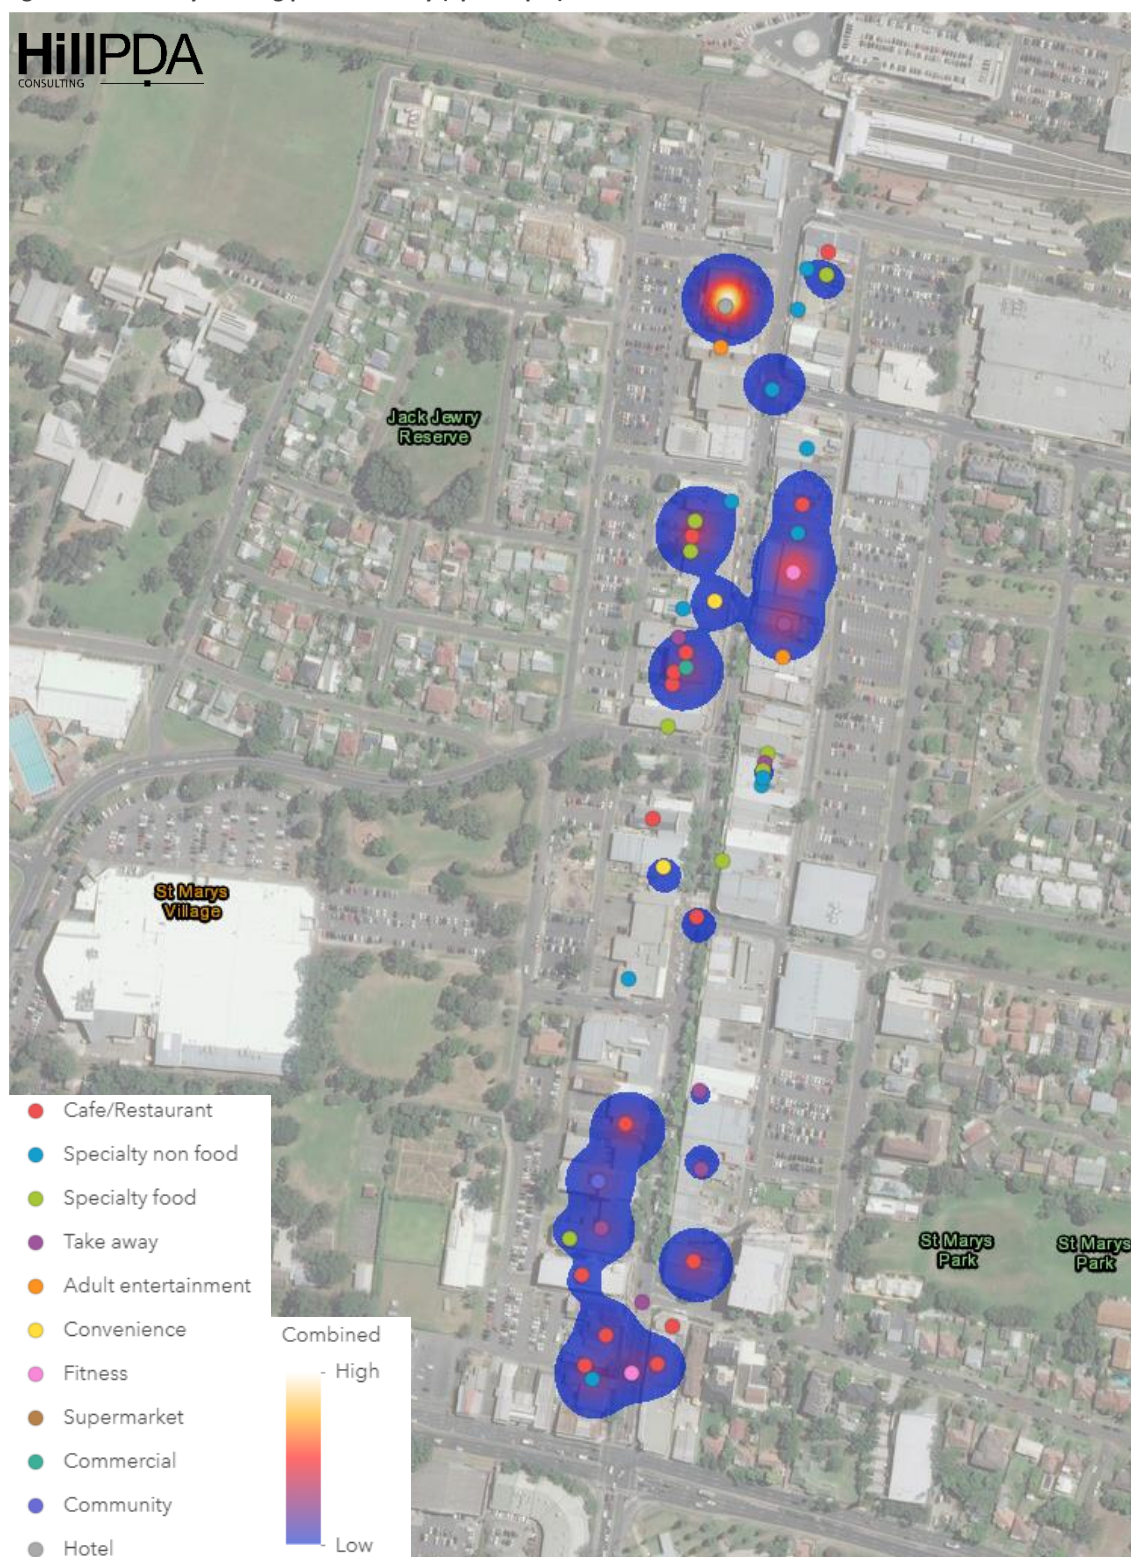 HillPDA
CONSULTING
Jack Jewry
Reserve
St Marys
Village
St Marys
Park
St Marys
Park
Cafe/Restaurant
Specialty non food
Specialty food
Take away
Adult entertainment
Convenience
Fitness
Supermarket
Commercial
Community
Hotel
Combined
High
Low